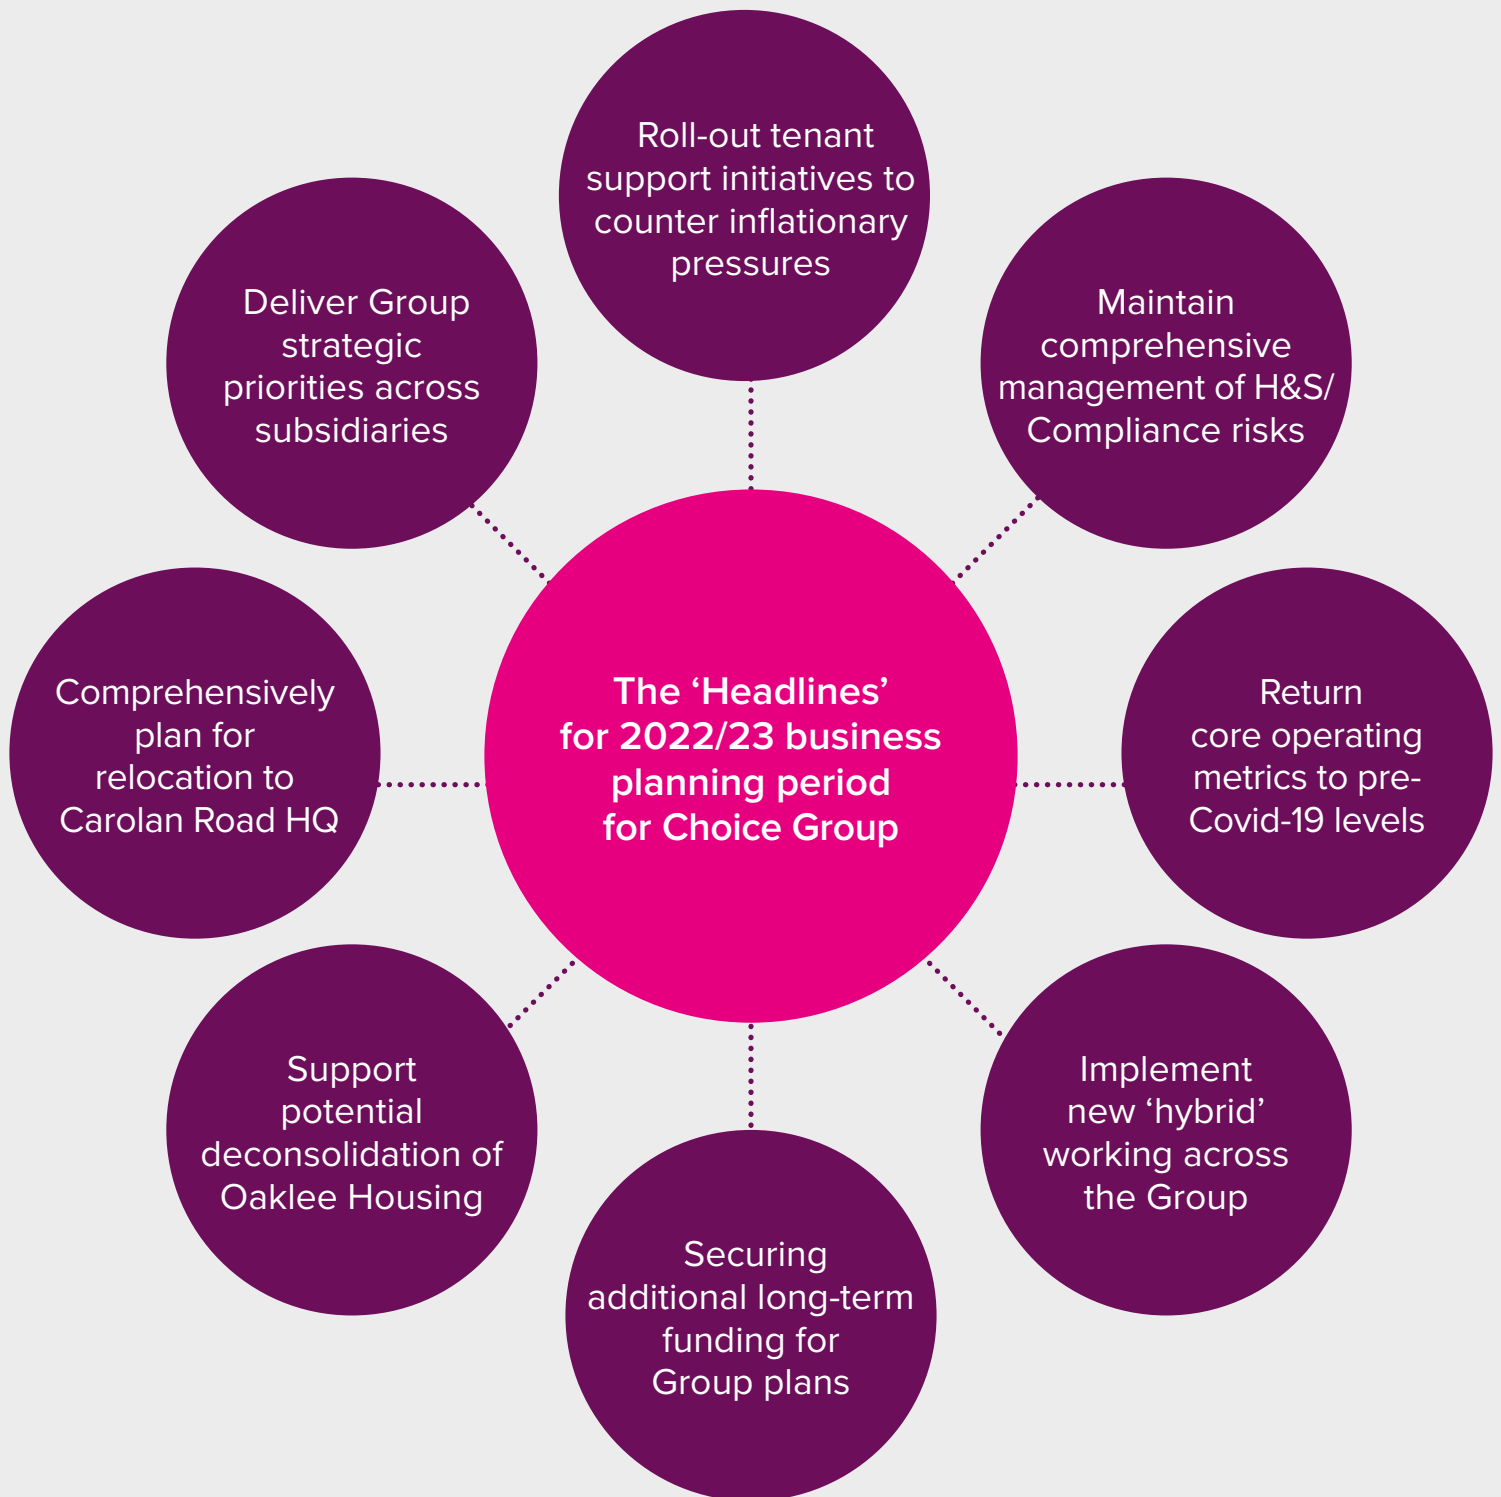 Roll-out tenant
support initiatives to
counter inflationary
pressures
Maintain
comprehensive
management of H&S/
Compliance risks
Return
core operating
metrics to pre-
Covid-19 levels
Implement
new ‘hybrid’
working across
the Group
Securing
additional long-term
funding for
Group plans
Support
potential
deconsolidation of
Oaklee Housing
Comprehensively
plan for
relocation to
Carolan Road HQ
Deliver Group
strategic
priorities across
subsidiaries
The ‘Headlines’
for 2022/23 business
planning period
for Choice Group